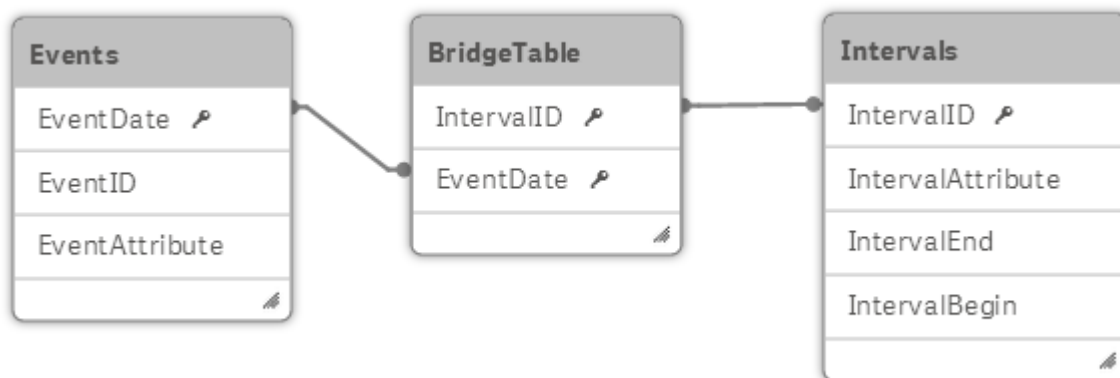 Events
EventDate
EventID
EventAttribute
BridgeTable
IntervalID
EventDate
Intervals
IntervalID
IntervalAttribute
IntervalEnd
IntervalBegin